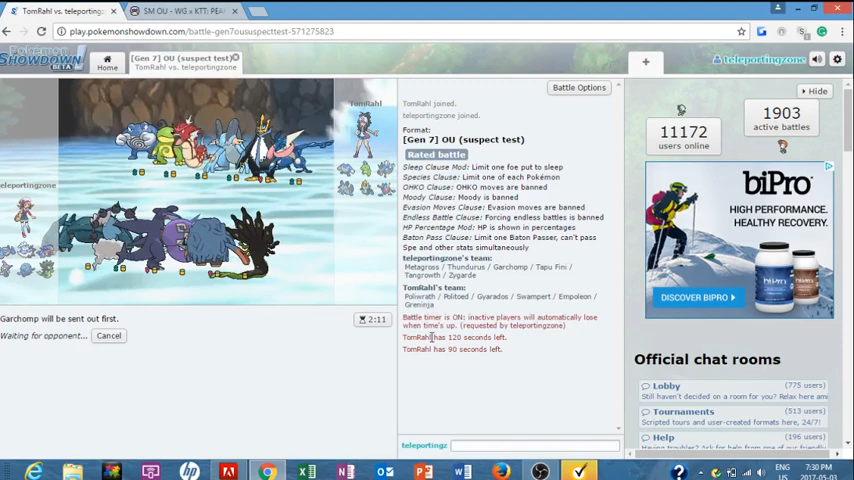 TomRahl vs. teleportingz
SM OU - WG x KTT: PEA
play.pokemonshowdown.com/battle-gen7oususpecttest-571275823
Pokémon
Showdown
BETA
Home
[Gen 7] OU (suspect test)
TomRahl vs. teleportingzone
teleportingzone
TomRahl
teleportingzone
TomRahl joined.
teleportingzone joined.
Battle Options
Format:
[Gen 7] OU (suspect test)
Rated battle
Sleep Clause Mod: Limit one foe put to sleep
Species Clause: Limit one of each Pokémon
OHKO Clause: OHKO moves are banned
Moody Clause: Moody is banned
Evasion Moves Clause: Evasion moves are banned
Endless Battle Clause: Forcing endless battles is banned
HP Percentage Mod: HP is shown in percentages
Baton Pass Clause: Limit one Baton Passer, can't pass
Spe and other stats simultaneously
teleportingzone's team:
Metagross / Thundurus / Garchomp / Tapu Fini /
Tangrowth / Zygarde
TomRahl's team:
Poliwrath / Politoed / Gyarados / Swampert / Empoleon /
Greninja
Battle timer is ON: inactive players will automatically lose
when time's up. (requested by teleportingzone)
TomRahl has 120 seconds left.
TomRahl has 90 seconds left.
Garchomp will be sent out first.
Waiting for opponent...
Cancel
2:11
teleportingz
Hide
11172
users online
1903
active battles
biPro
HIGH PERFORMANCE.
HEALTHY RECOVERY.
DISCOVER BIPRO
Official chat rooms
Lobby
(775 users)
Still haven't decided on a room for you? Relax here am
Tournaments
(513 users)
Scripted tours and user-created formats here, 24/7!
Help
(196 users)
ENG
US
7:30 PM
2017-05-03